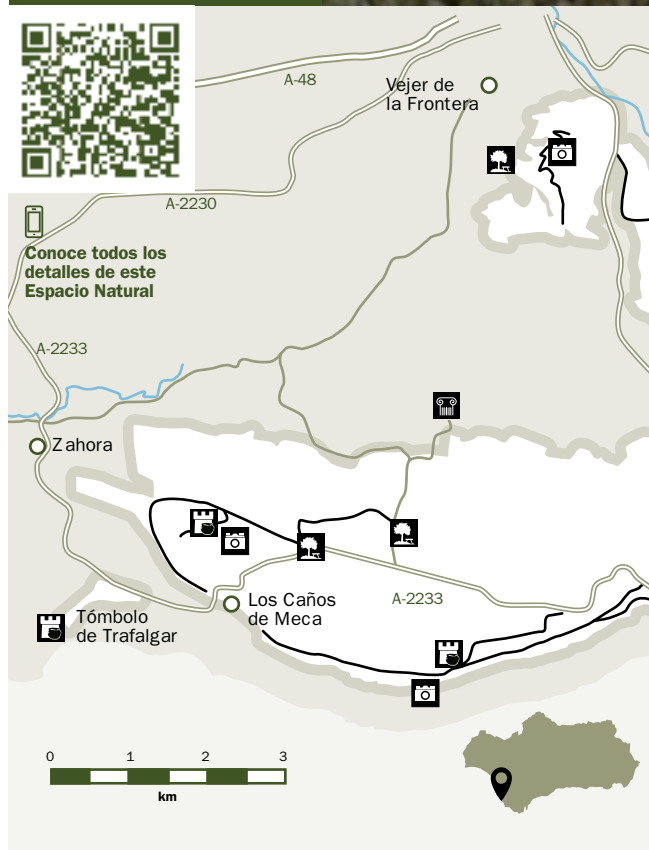 A-48
Vejer de
la Frontera
A-2230
Conoce todos los
detalles de este
Espacio Natural
A-2233
Zahora
Los Caños
de Meca
A-2233
Tómbolo
de Trafalgar
0 1 2 3
km